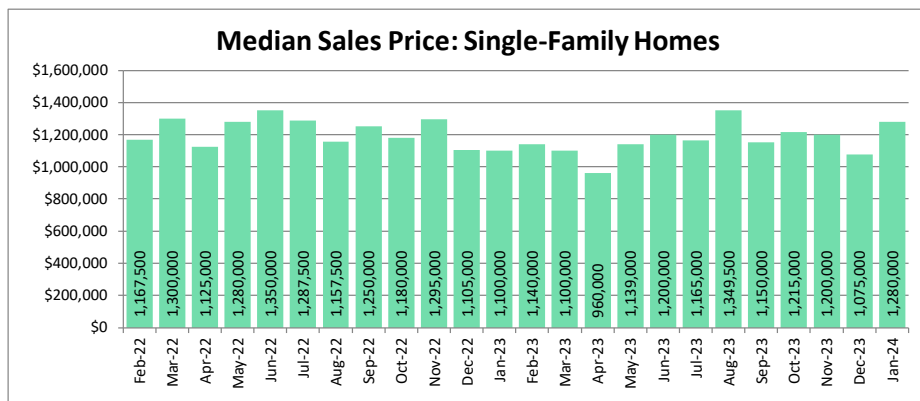 Median Sales Price: Single-Family Homes
$1,600,000
$1,400,000
$1,200,000
$1,000,000
$800,000
$600,000
$400,000
$200,000
$0
1,167,500
1,300,000
1,125,000
1,280,000
1,350,000
1,287,500
1,157,500
1,250,000
1,180,000
1,295,000
1,105,000
1,100,000
1,140,000
1,100,000
960,000
1,139,000
1,200,000
1,165,000
1,349,500
1,150,000
1,215,000
1,200,000
1,075,000
1,280,000
Feb-22
Mar-22
Apr-22
May-22
Jun-22
Jul-22
Aug-22
Sep-22
Oct-22
Nov-22
Dec-22
Jan-23
Feb-23
Mar-23
Apr-23
May-23
Jun-23
Jul-23
Aug-23
Sep-23
Oct-23
Nov-23
Dec-23
Jan-24